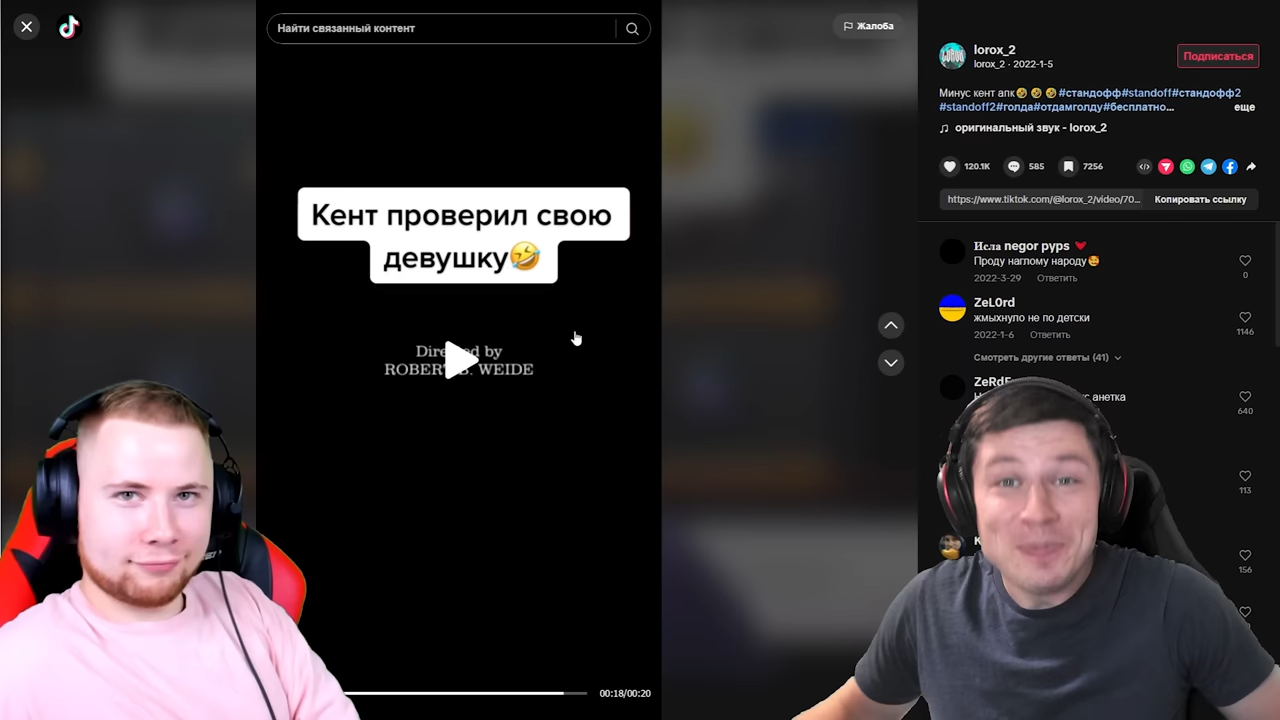 Найти связанный контент
Жалоба
Кент проверил свою
девушку🤣
Directed by
ROBERT B. WEIDE
00:18/00:20
lorox_2
lorox_2 · 2022-1-5
Подписаться
Минус кент апк🤣🤣🤣#стандофф#standoff#стандофф2
#standoff2#голда#отдамголду#бесплатно...
еще
♫ оригинальный звук - lorox_2
120.1K
585
7256
https://www.tiktok.com/@lorox_2/video/70...
Копировать ссылку
Исла negor pyps ❤
Проду наглому народу🥰
2022-3-29 Ответить
0
ZeL0rd
жмыхнуло не по детски
2022-1-6 Ответить
1146
Смотреть другие ответы (41)
анетка
640
113
156